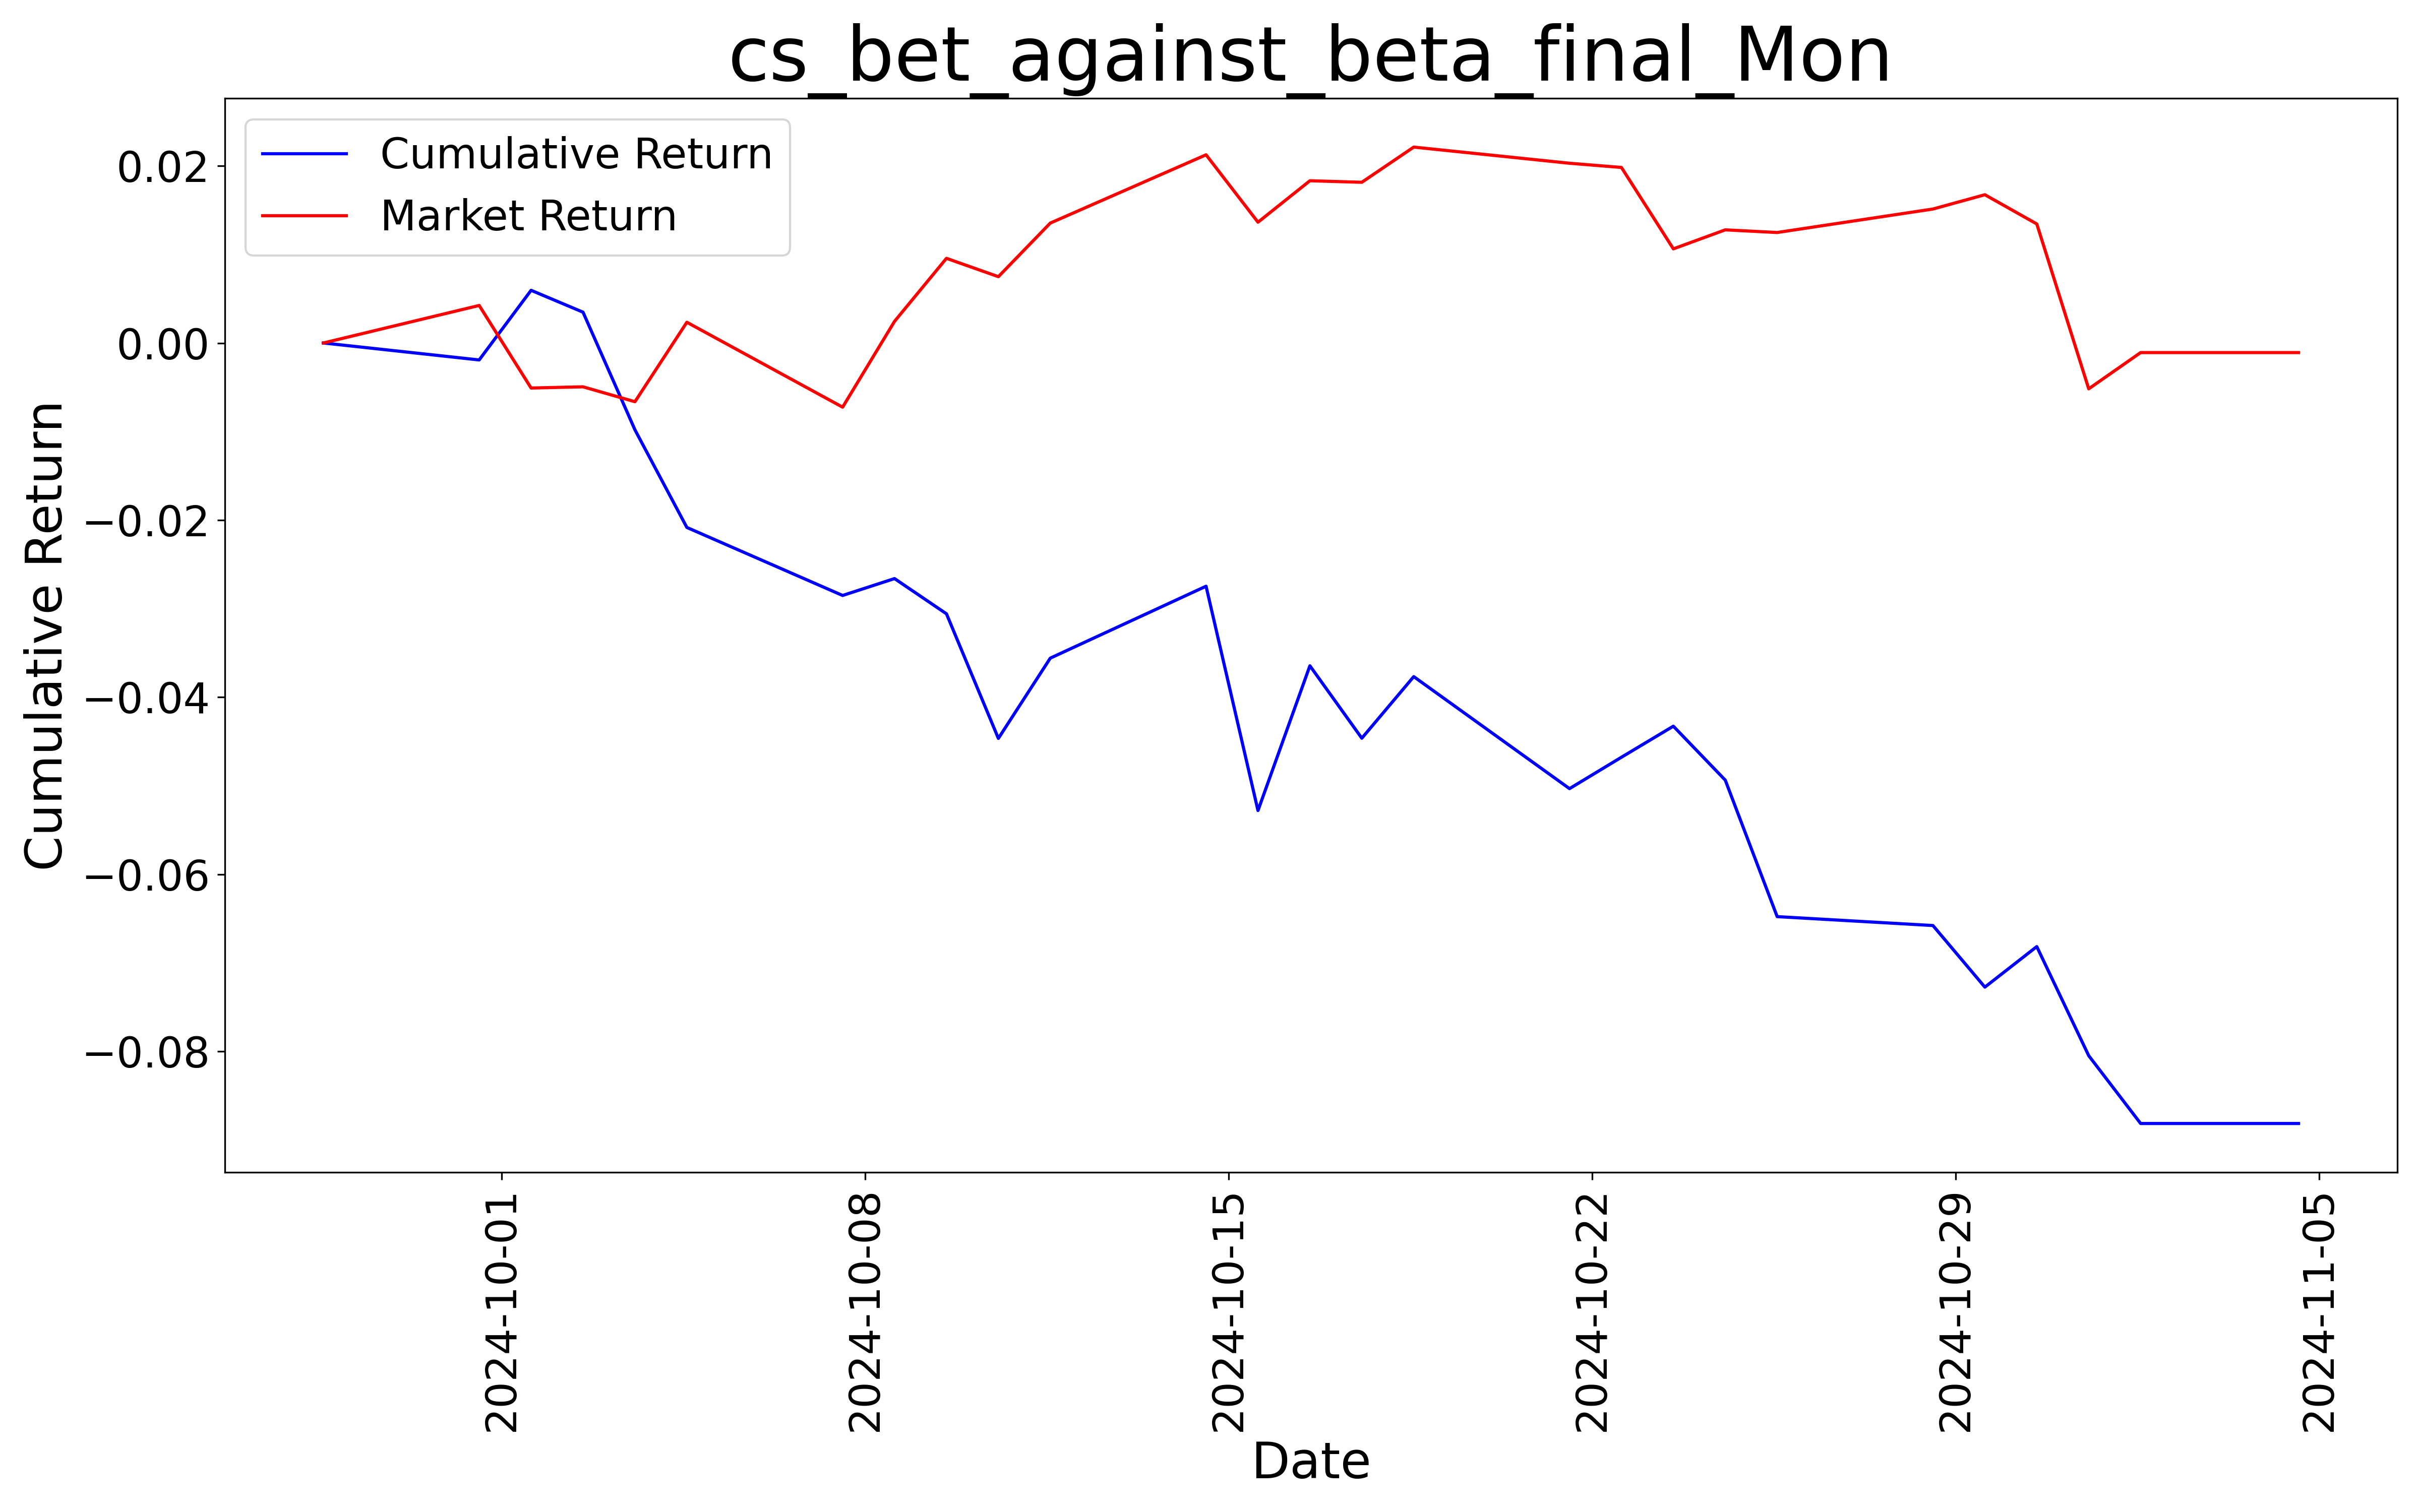 cs_bet_against_beta_final_Mon
Cumulative Return
Market Return
0.02
0.00
−0.02
−0.04
−0.06
−0.08
Cumulative Return
2024-10-01
2024-10-08
2024-10-15
2024-10-22
2024-10-29
2024-11-05
Date